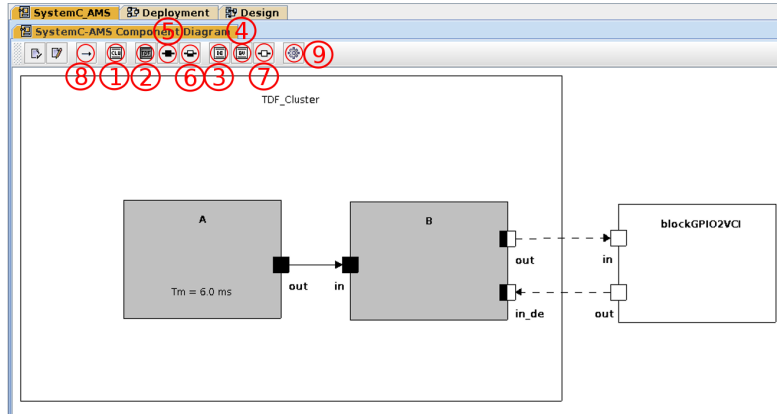 SystemC_AMS Deployment Design
SystemC-AMS Component Diagram
5 4
8 1 2 6 3 7 9
TDF_Cluster
A
B
blockGPIO2VCI
out
in
out
in
Tm = 6.0 ms
in_de
out